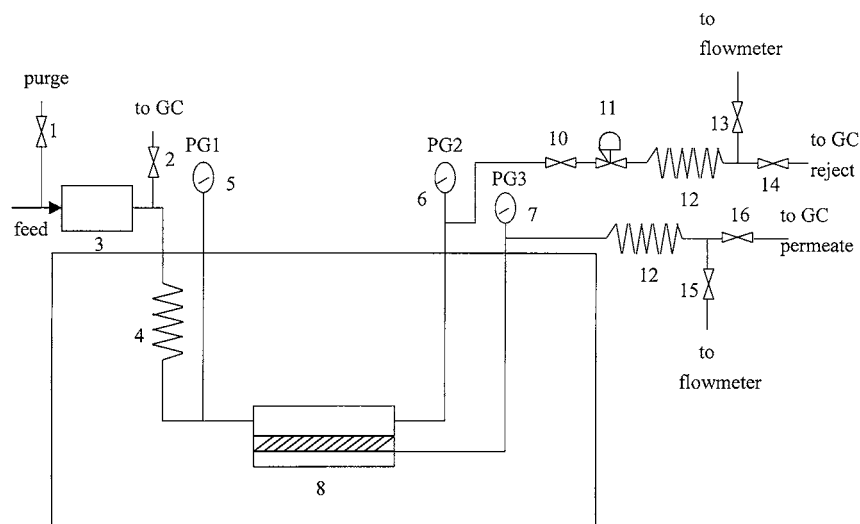 to
flowmeter
purge
to GC
1
2
PG1
5
PG2
6
PG3
7
10
11
13
to GC
12
14
reject
feed
3
16
to GC
permeate
12
15
4
to
flowmeter
8